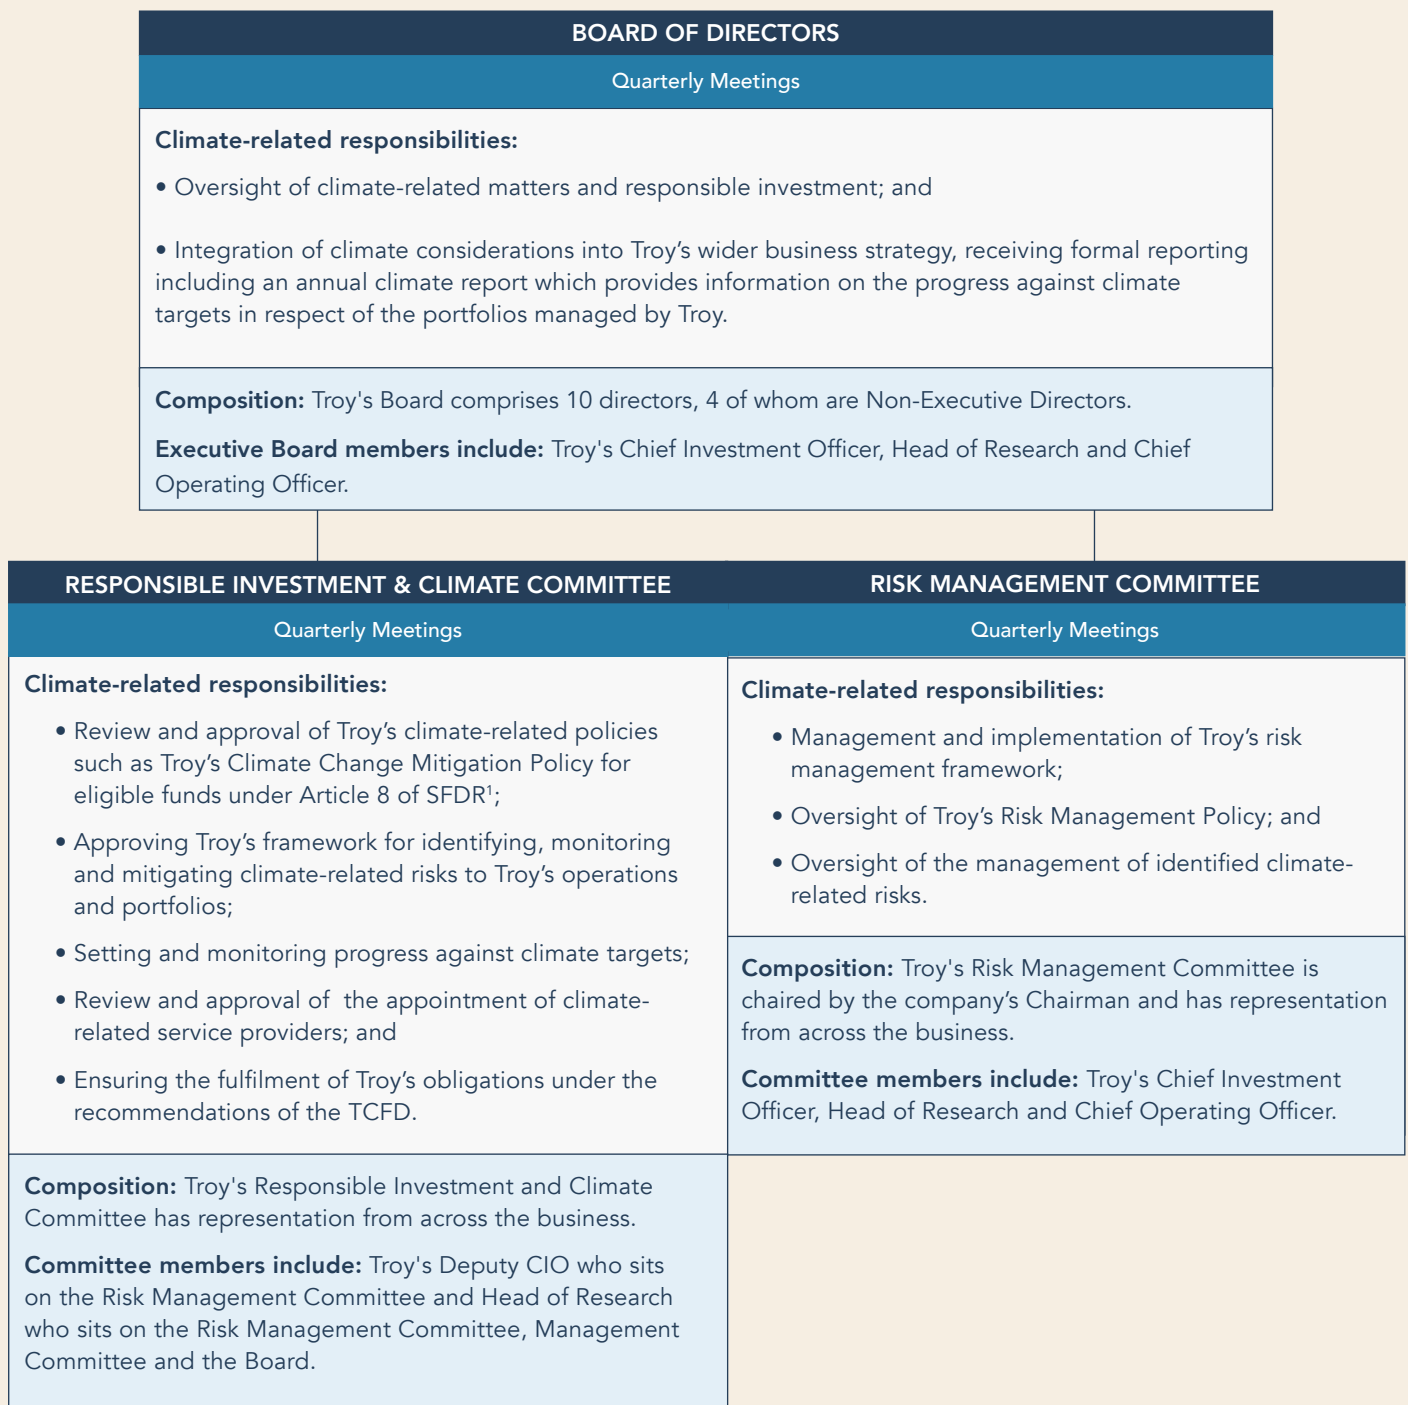 BOARD OF DIRECTORS
Quarterly Meetings
Climate-related responsibilities:
• Oversight of climate-related matters and responsible investment; and
• Integration of climate considerations into Troy’s wider business strategy, receiving formal reporting
including an annual climate report which provides information on the progress against climate
targets in respect of the portfolios managed by Troy.
Composition: Troy's Board comprises 10 directors, 4 of whom are Non-Executive Directors.
Executive Board members include: Troy's Chief Investment Officer, Head of Research and Chief
Operating Officer.
RESPONSIBLE INVESTMENT & CLIMATE COMMITTEE
Quarterly Meetings
Climate-related responsibilities:
• Review and approval of Troy’s climate-related policies
such as Troy’s Climate Change Mitigation Policy for
eligible funds under Article 8 of SFDR¹;
• Approving Troy’s framework for identifying, monitoring
and mitigating climate-related risks to Troy’s operations
and portfolios;
• Setting and monitoring progress against climate targets;
• Review and approval of the appointment of climate-
related service providers; and
• Ensuring the fulfilment of Troy’s obligations under the
recommendations of the TCFD.
Composition: Troy's Responsible Investment and Climate
Committee has representation from across the business.
Committee members include: Troy's Deputy CIO who sits
on the Risk Management Committee and Head of Research
who sits on the Risk Management Committee, Management
Committee and the Board.
RISK MANAGEMENT COMMITTEE
Quarterly Meetings
Climate-related responsibilities:
• Management and implementation of Troy’s risk
management framework;
• Oversight of Troy’s Risk Management Policy; and
• Oversight of the management of identified climate-
related risks.
Composition: Troy's Risk Management Committee is
chaired by the company’s Chairman and has representation
from across the business.
Committee members include: Troy's Chief Investment
Officer, Head of Research and Chief Operating Officer.